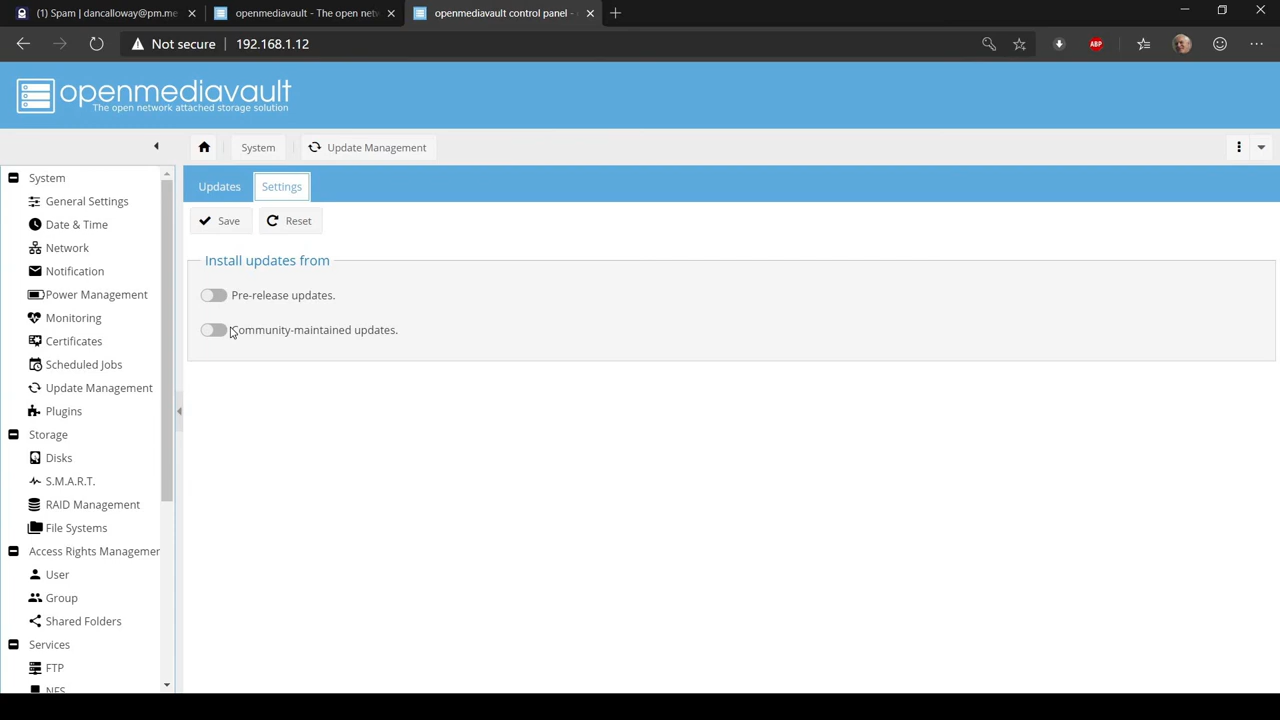 (1) Spam | dancalloway@pm.me
openmediavault - The open netw
openmediavault control panel -
Not secure
192.168.1.12
ABP
openmediavault
The open network attached storage solution
System
Update Management
System
General Settings
Date & Time
Network
Notification
Power Management
Monitoring
Certificates
Scheduled Jobs
Update Management
Plugins
Storage
Disks
S.M.A.R.T.
RAID Management
File Systems
Access Rights Managemer
User
Group
Shared Folders
Services
FTP
NFS
Updates
Settings
Save
Reset
Install updates from
Pre-release updates.
Community-maintained updates.